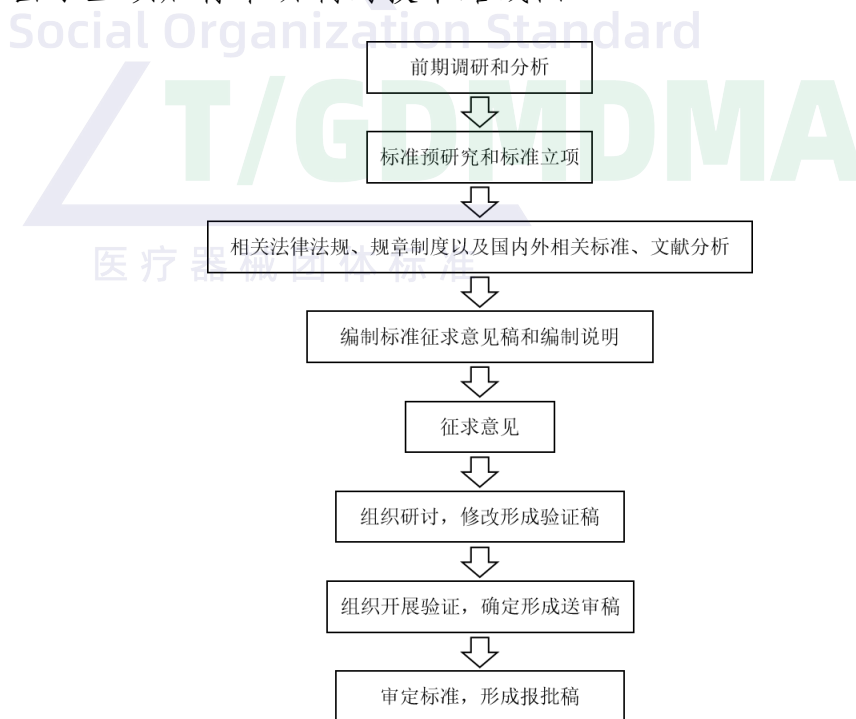 Social Organization Standard
T/GDMDMA
前期调研和分析
标准预研究和标准立项
相关法律法规、规章制度以及国内外相关标准、文献分析
医疗器械团体标准
编制标准征求意见稿和编制说明
征求意见
组织研讨，修改形成验证稿
组织开展验证，确定形成送审稿
审定标准，形成报批稿